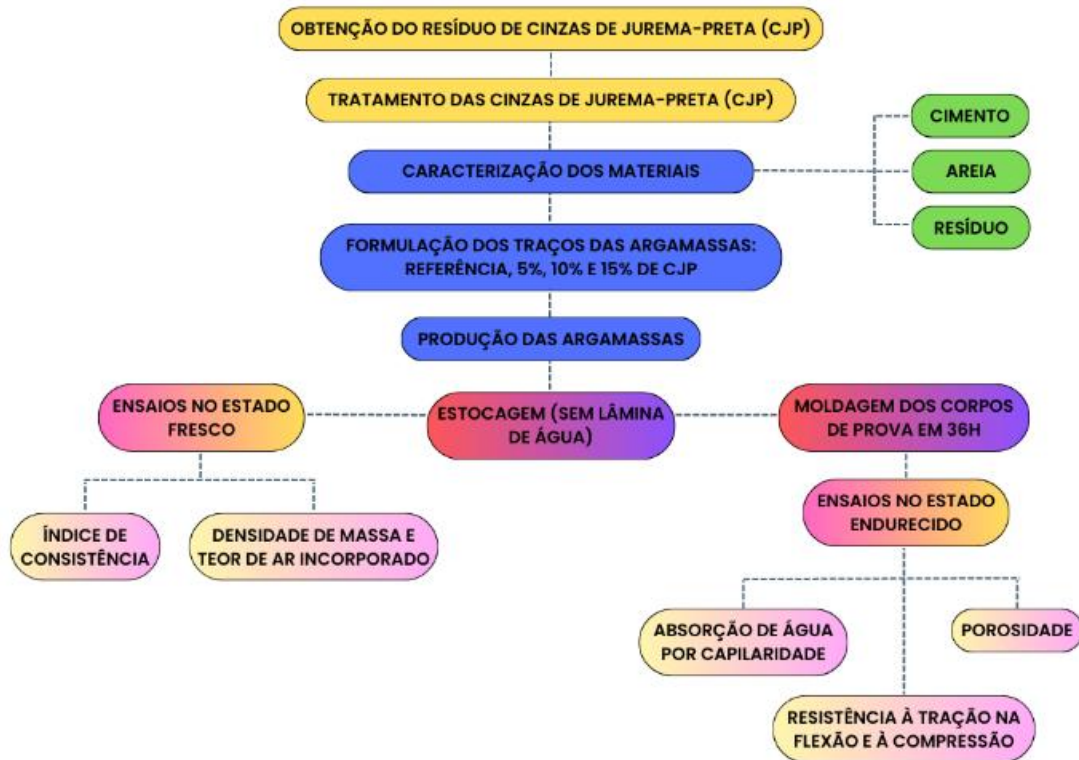 OBTENÇÃO DO RESÍDUO DE CINZAS DE JUREMA-PRETA (CJP)
TRATAMENTO DAS CINZAS DE JUREMA-PRETA (CJP)
CARACTERIZAÇÃO DOS MATERIAIS
CIMENTO
AREIA
RESÍDUO
FORMULAÇÃO DOS TRAÇOS DAS ARGAMASSAS:
REFERÊNCIA, 5%, 10% E 15% DE CJP
PRODUÇÃO DAS ARGAMASSAS
ENSAIOS NO ESTADO
FRESCO
ESTOCAGEM (SEM LÂMINA
DE ÁGUA)
MOLDAGEM DOS CORPOS
DE PROVA EM 36H
ÍNDICE DE
CONSISTÊNCIA
DENSIDADE DE MASSA E
TEOR DE AR INCORPORADO
ENSAIOS NO ESTADO
ENDURECIDO
ABSORÇÃO DE ÁGUA
POR CAPILARIDADE
POROSIDADE
RESISTÊNCIA À TRAÇÃO NA
FLEXÃO E À COMPRESSÃO